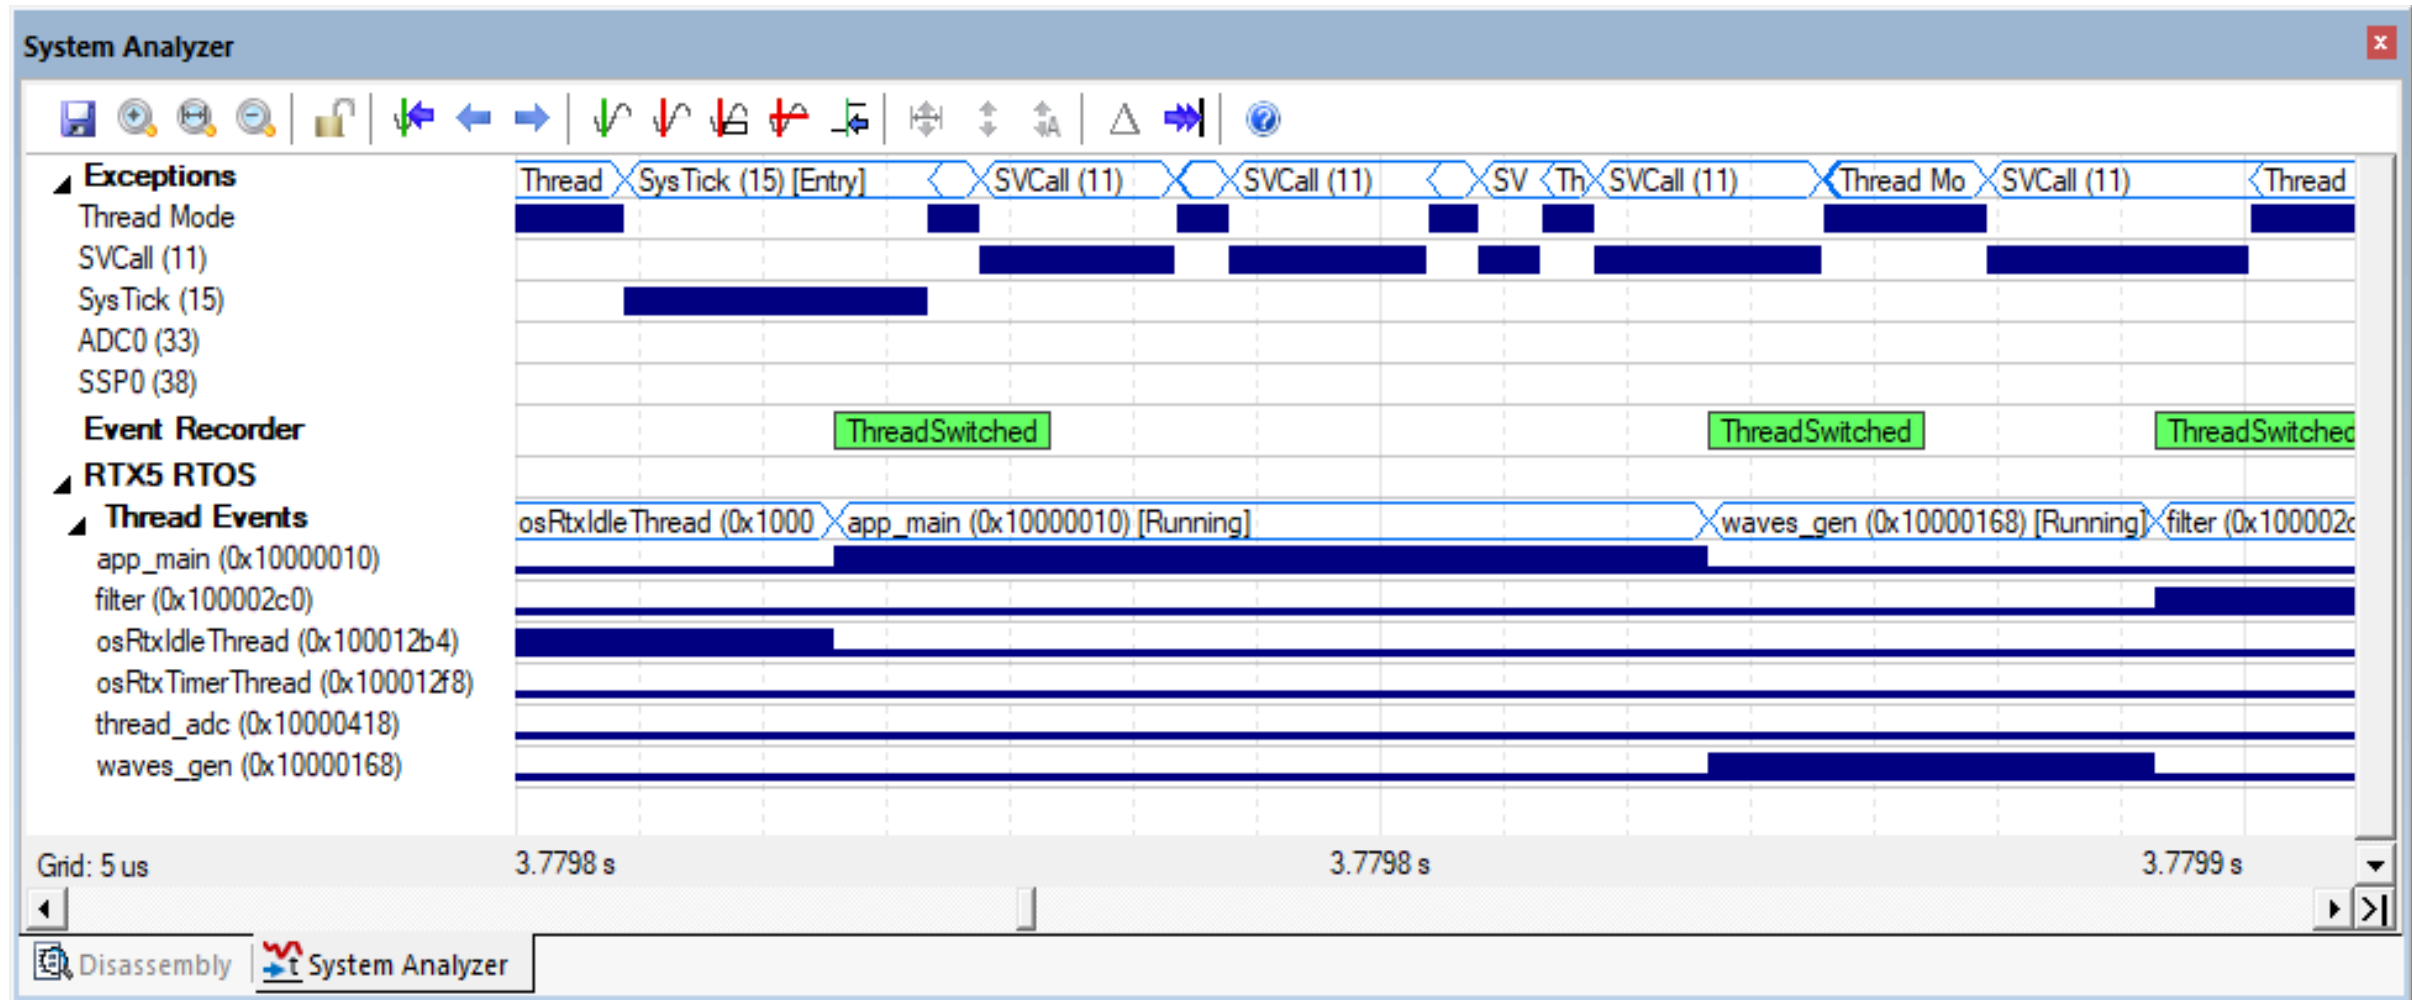 System Analyzer
Exceptions
Thread SysTick (15) [Entry] SVCall (11) SVCall (11) SV Th SVCall (11) Thread Mo SVCall (11) Thread
Thread Mode
SVCall (11)
SysTick (15)
ADC0 (33)
SSP0 (38)
Event Recorder ThreadSwitched ThreadSwitched ThreadSwitched
RTX5 RTOS
Thread Events osRtxIdleThread (0x1000 app_main (0x10000010) [Running] waves_gen (0x10000168) [Running] filter (0x100002c
app_main (0x10000010)
filter (0x100002c0)
osRtxIdleThread (0x100012b4)
osRtxTimerThread (0x100012f8)
thread_adc (0x10000418)
waves_gen (0x10000168)
Grid: 5 us 3.7798 s 3.7798 s 3.7799 s
Disassembly System Analyzer